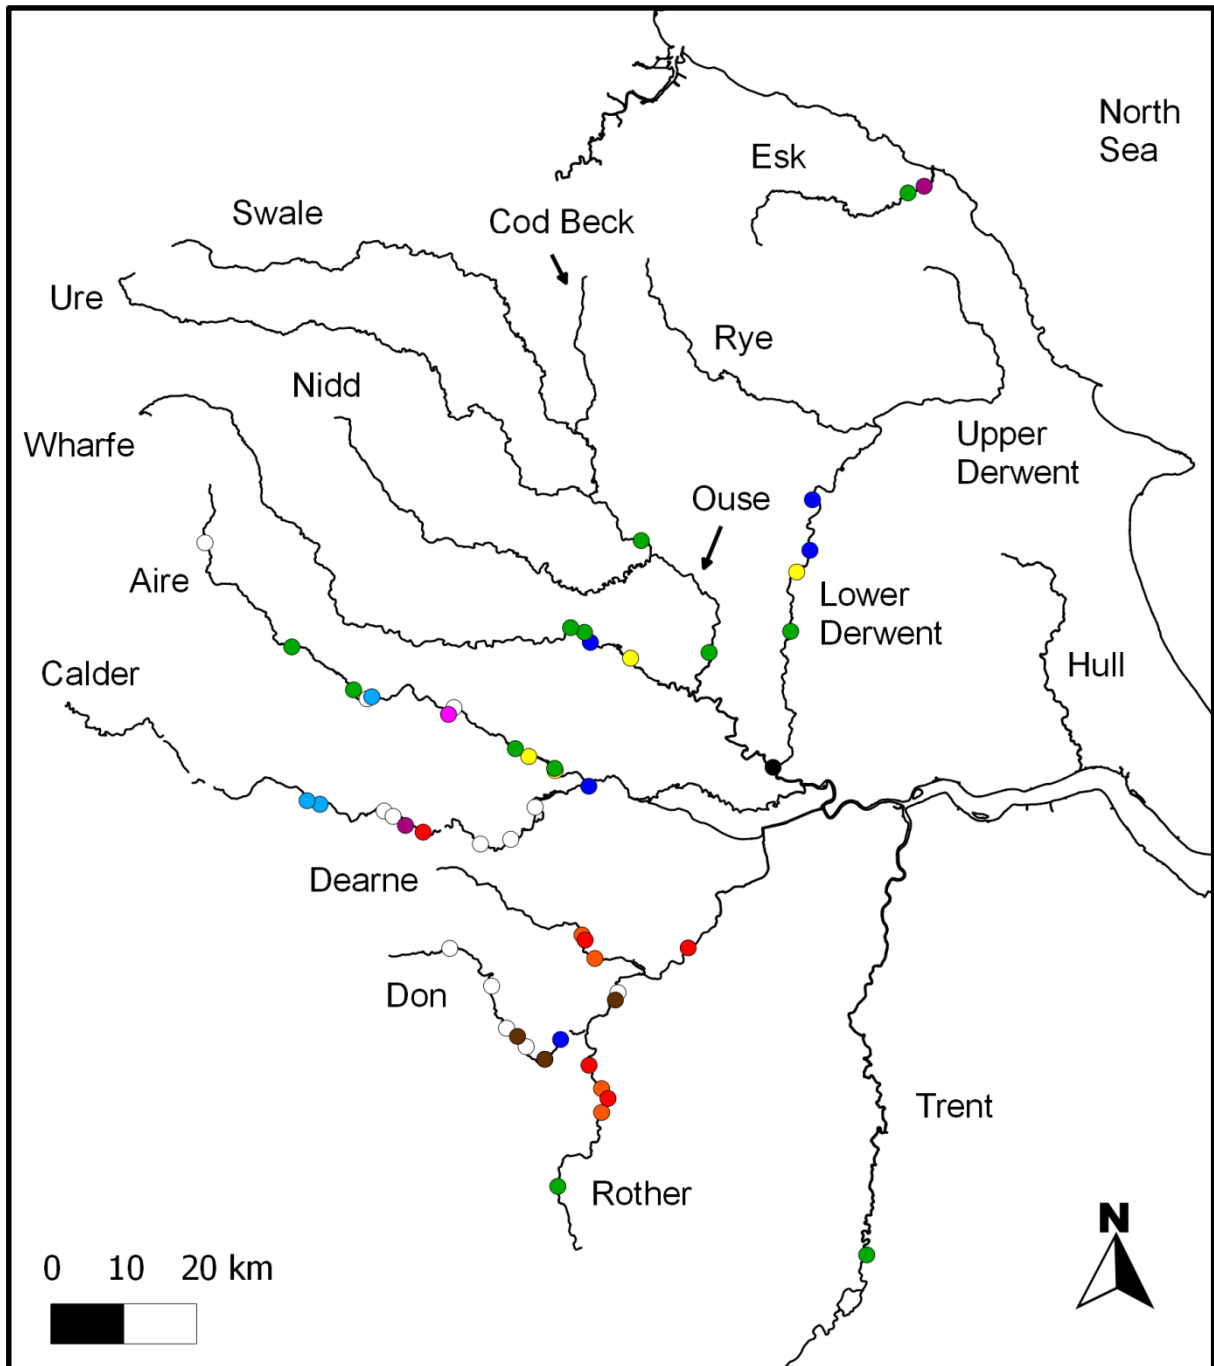 North
Sea
Esk
Swale
Cod Beck
Ure
Rye
Nidd
Wharfe
Upper
Derwent
Ouse
Aire
Lower
Derwent
Hull
Calder
Dearne
Don
Trent
Rother
N
0 10 20 km